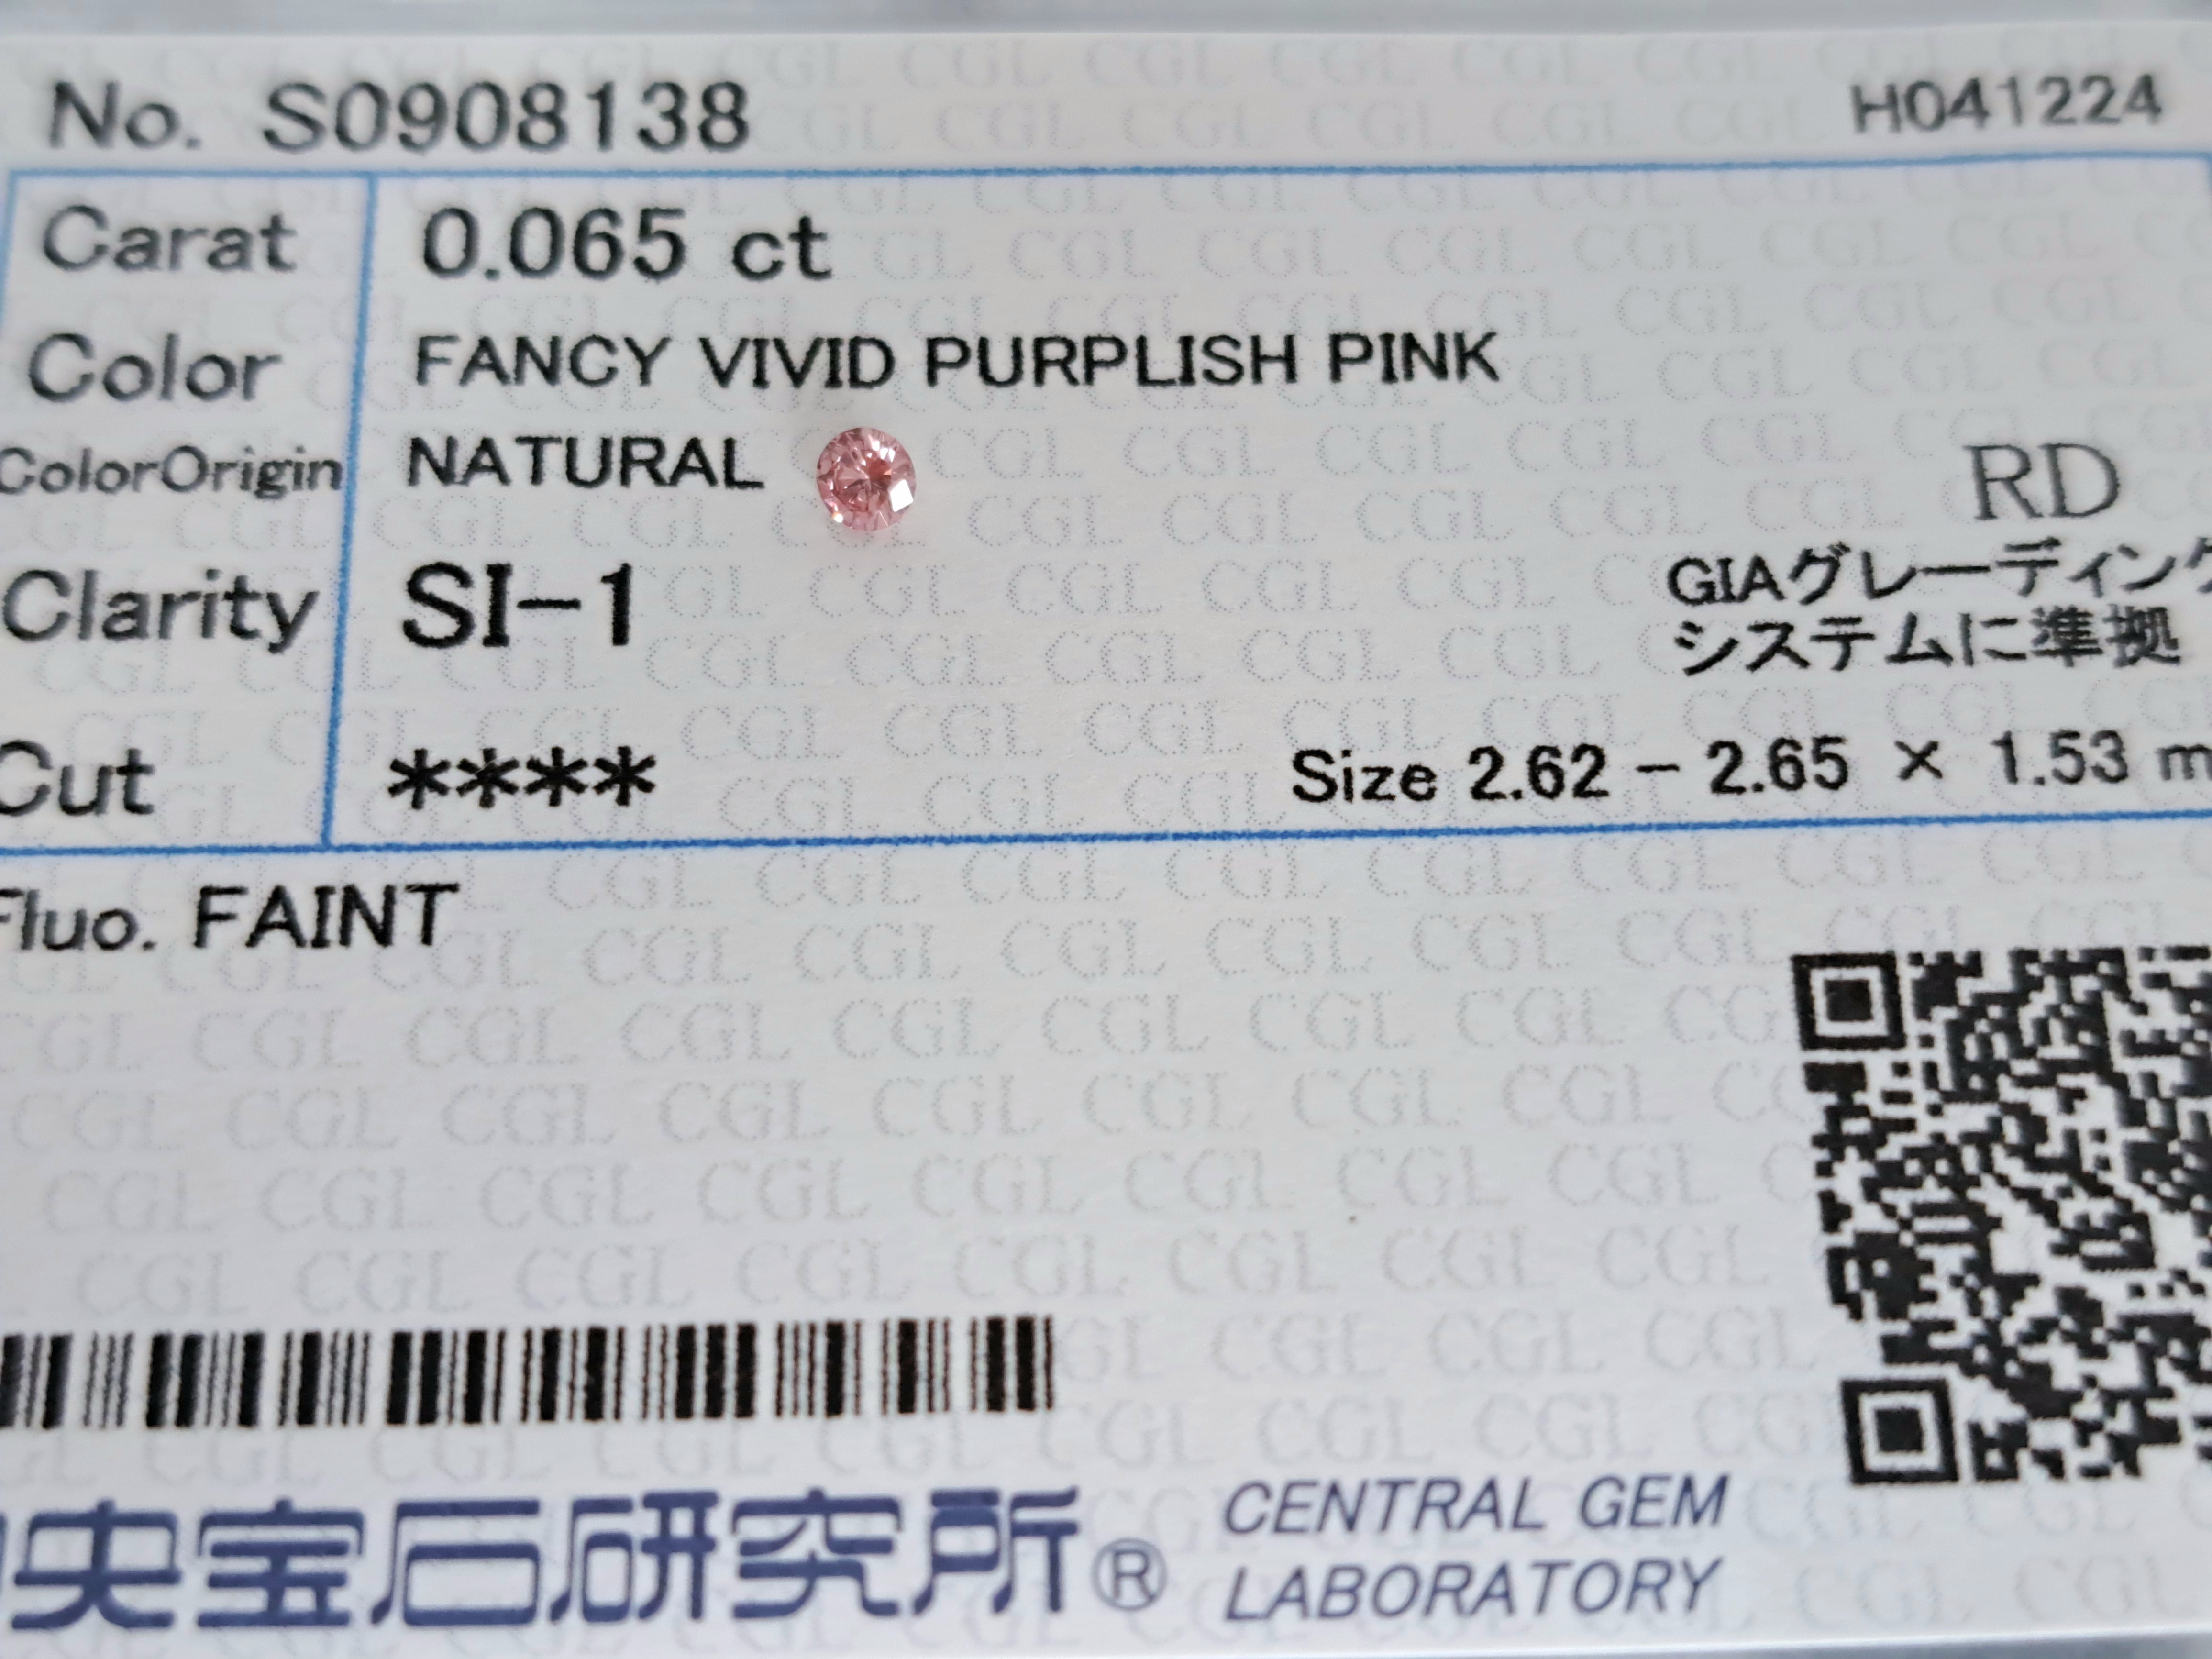 No. S0908138 H041224
Carat 0.065 ct
Color FANCY VIVID PURPLISH PINK
ColorOrigin NATURAL
RD
Clarity SI-1
GIAグレーディング
システムに準拠
Cut ****
Size 2.62 - 2.65 × 1.53 m
Fluo. FAINT
央宝石研究所®
CENTRAL GEM
LABORATORY